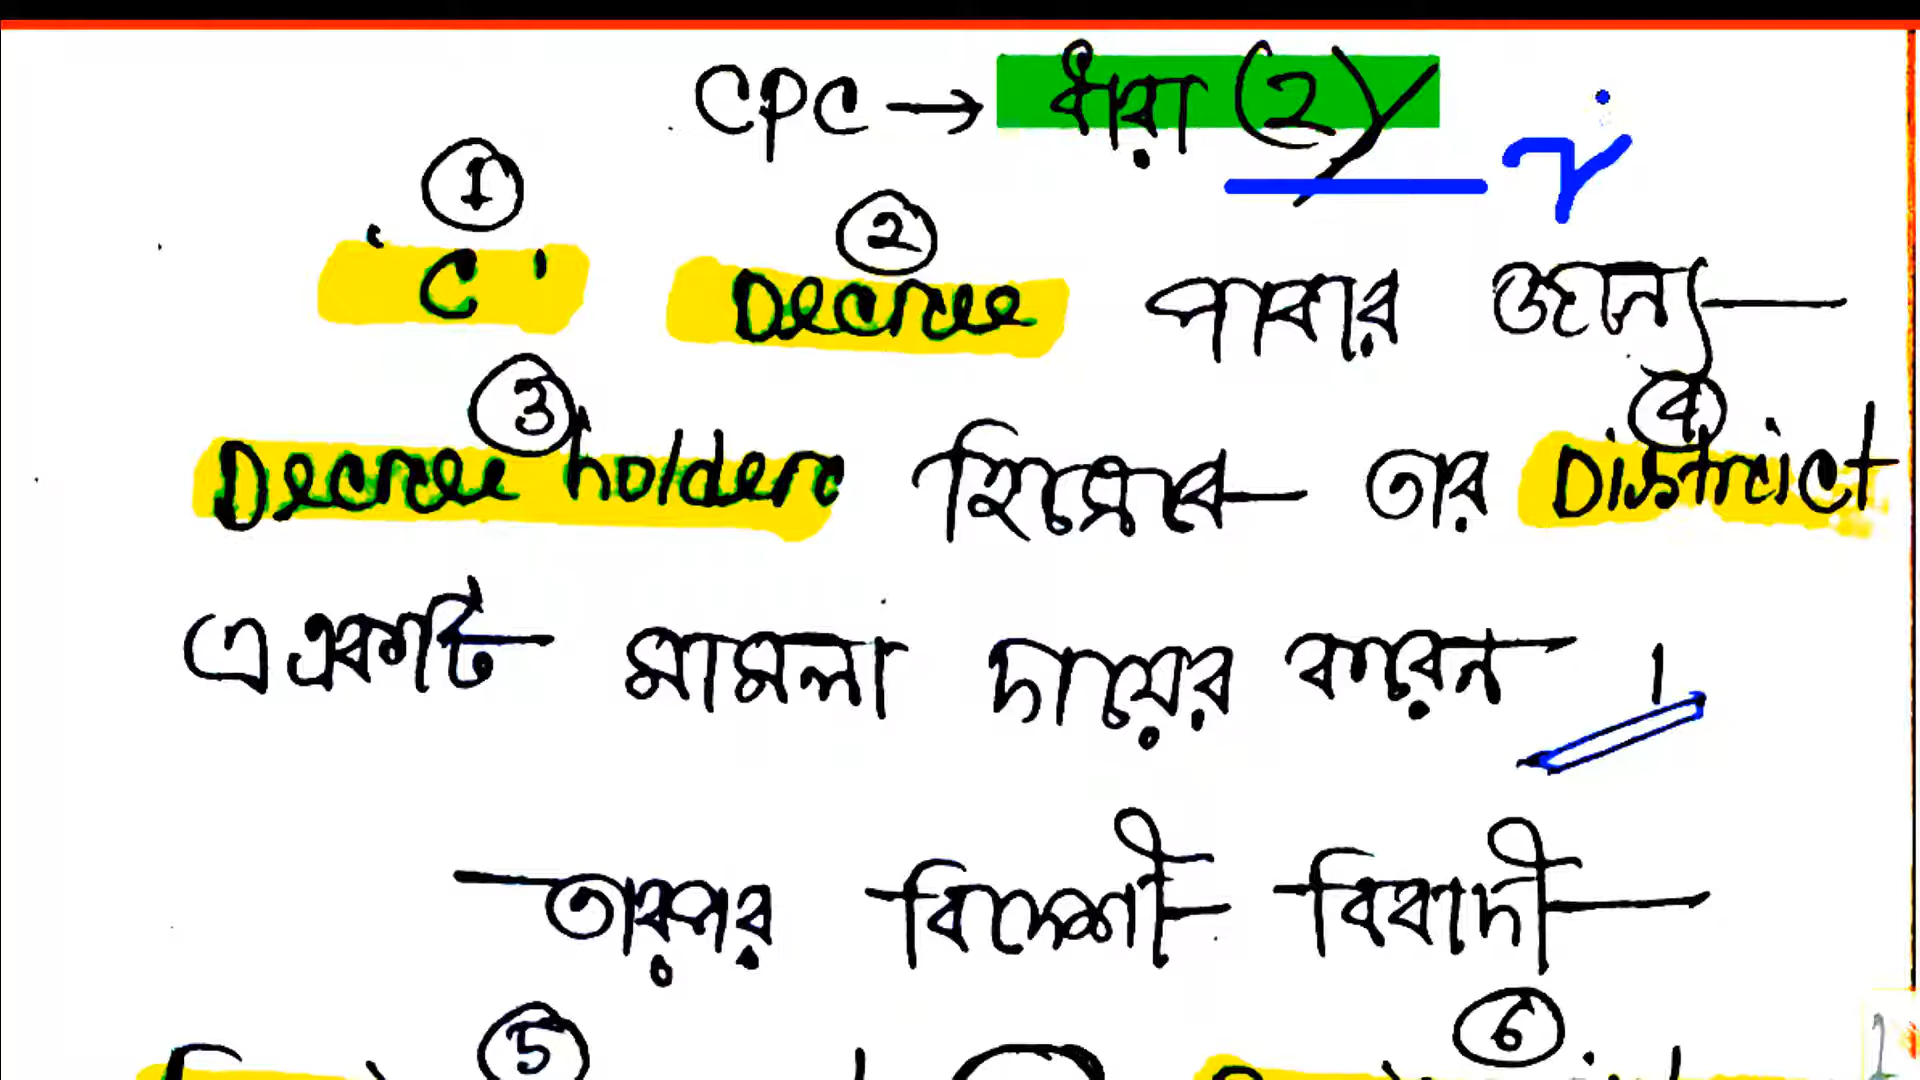 CPC → ধারা (2)
1 2
'C' Decree পাবার জন্য
3 4
Decree holder হিসেবে তার District
এ একটি মামলা দায়ের করেন ।
তারপর বিদেশী বিবাদী
5 6